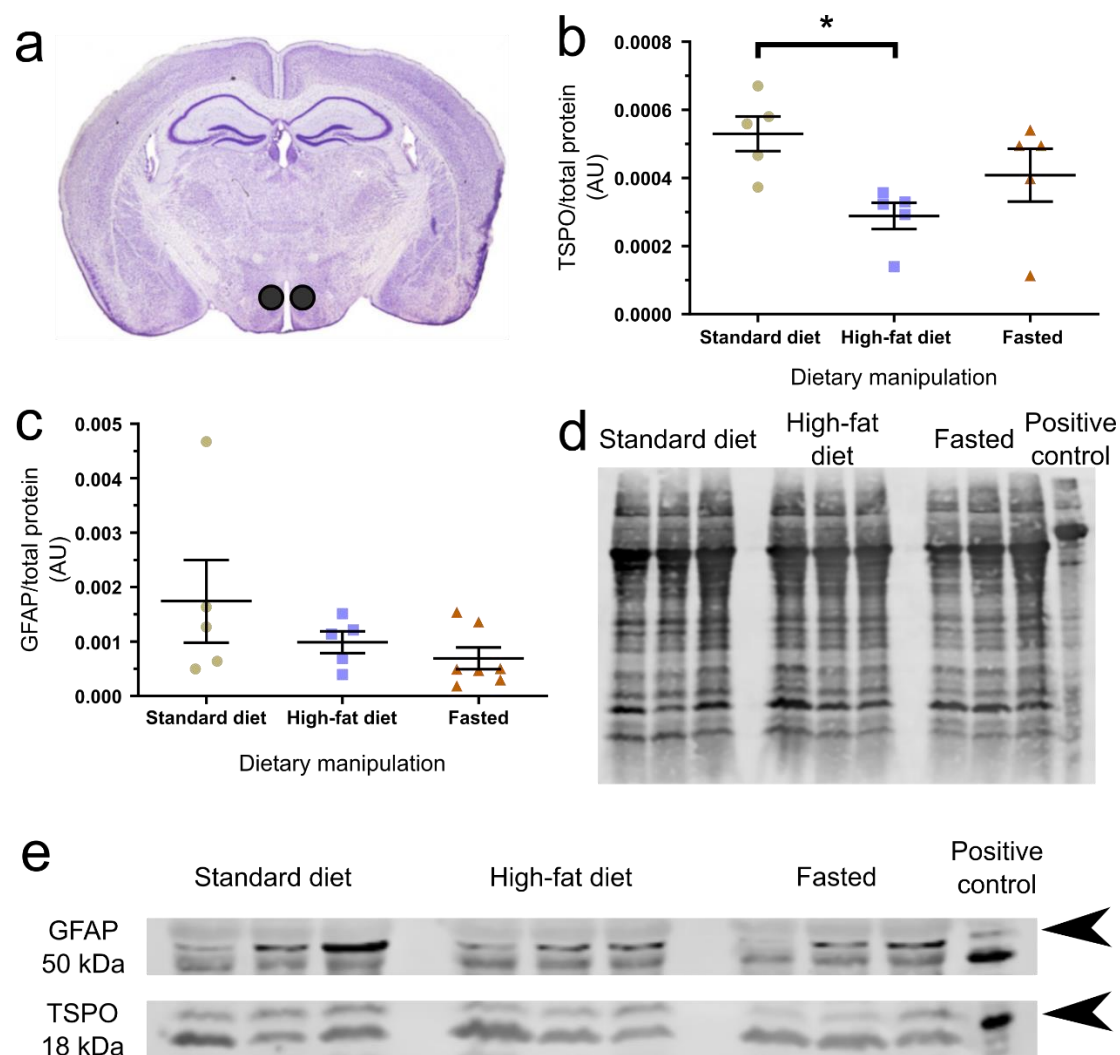 a
b
0.0008
0.0006
0.0004
0.0002
0.0000
TSPO/total protein
(AU)
*
Standard diet
High-fat diet
Fasted
Dietary manipulation
c
0.005
0.004
0.003
0.002
0.001
0.000
GFAP/total protein
(AU)
Standard diet
High-fat diet
Fasted
Dietary manipulation
d
Standard diet
High-fat
diet
Fasted
Positive
control
e
Standard diet
High-fat diet
Fasted
Positive
control
GFAP
50 kDa
TSPO
18 kDa